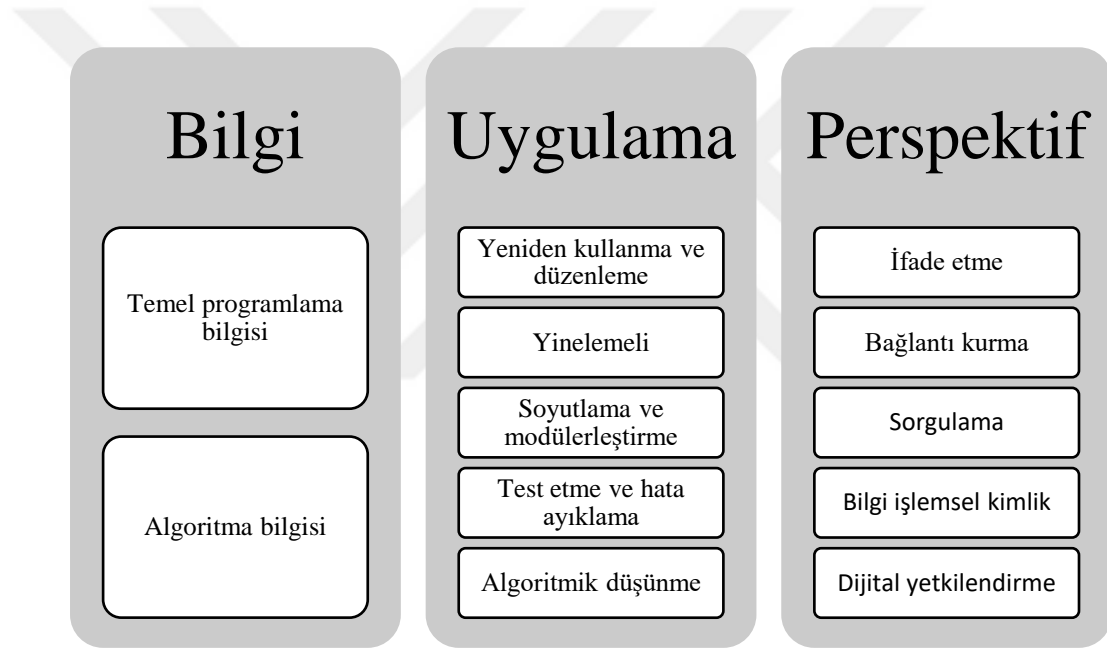 Bilgi
Temel programlama
bilgisi
Algoritma bilgisi
Uygulama
Yeniden kullanma ve
düzenleme
Yinelemeli
Soyutlama ve
modülerleştirme
Test etme ve hata
ayıklama
Algoritmik düşünme
Perspektif
İfade etme
Bağlantı kurma
Sorgulama
Bilgi işlemsel kimlik
Dijital yetkilendirme